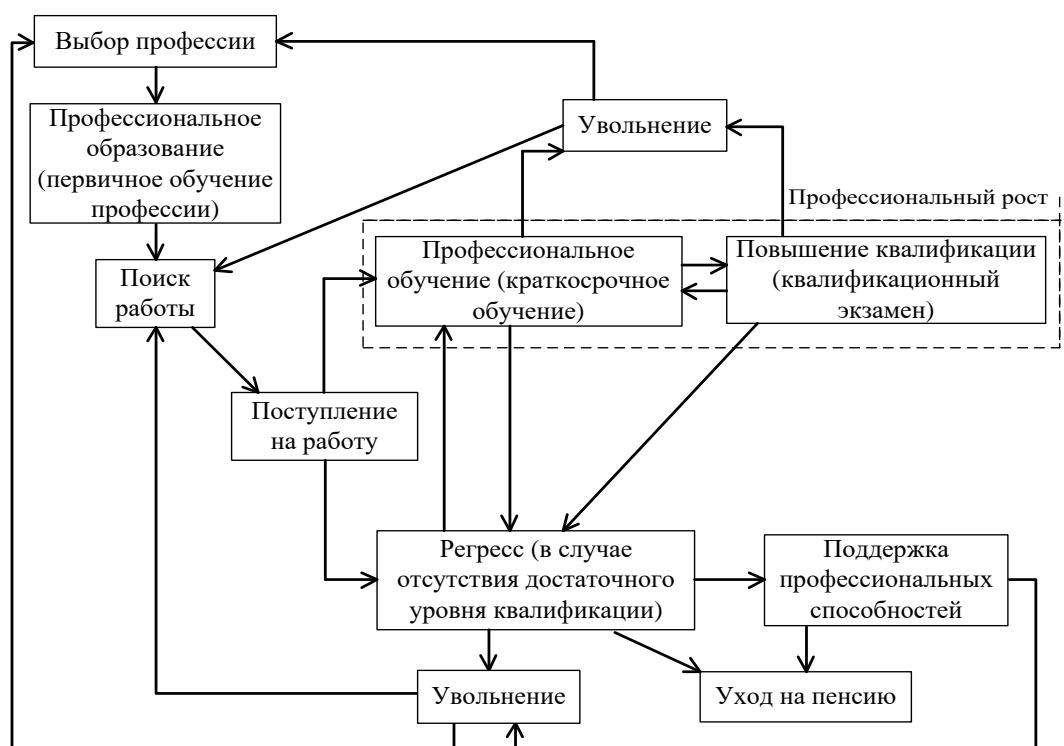 Выбор профессии
Профессиональное
образование
(первичное обучение
профессии)
Увольнение
Профессиональный рост
Поиск
работы
Профессиональное
обучение (краткосрочное
обучение)
Повышение квалификации
(квалификационный
экзамен)
Поступление
на работу
Регресс (в случае
отсутствия достаточного
уровня квалификации)
Поддержка
профессиональных
способностей
Увольнение
Уход на пенсию